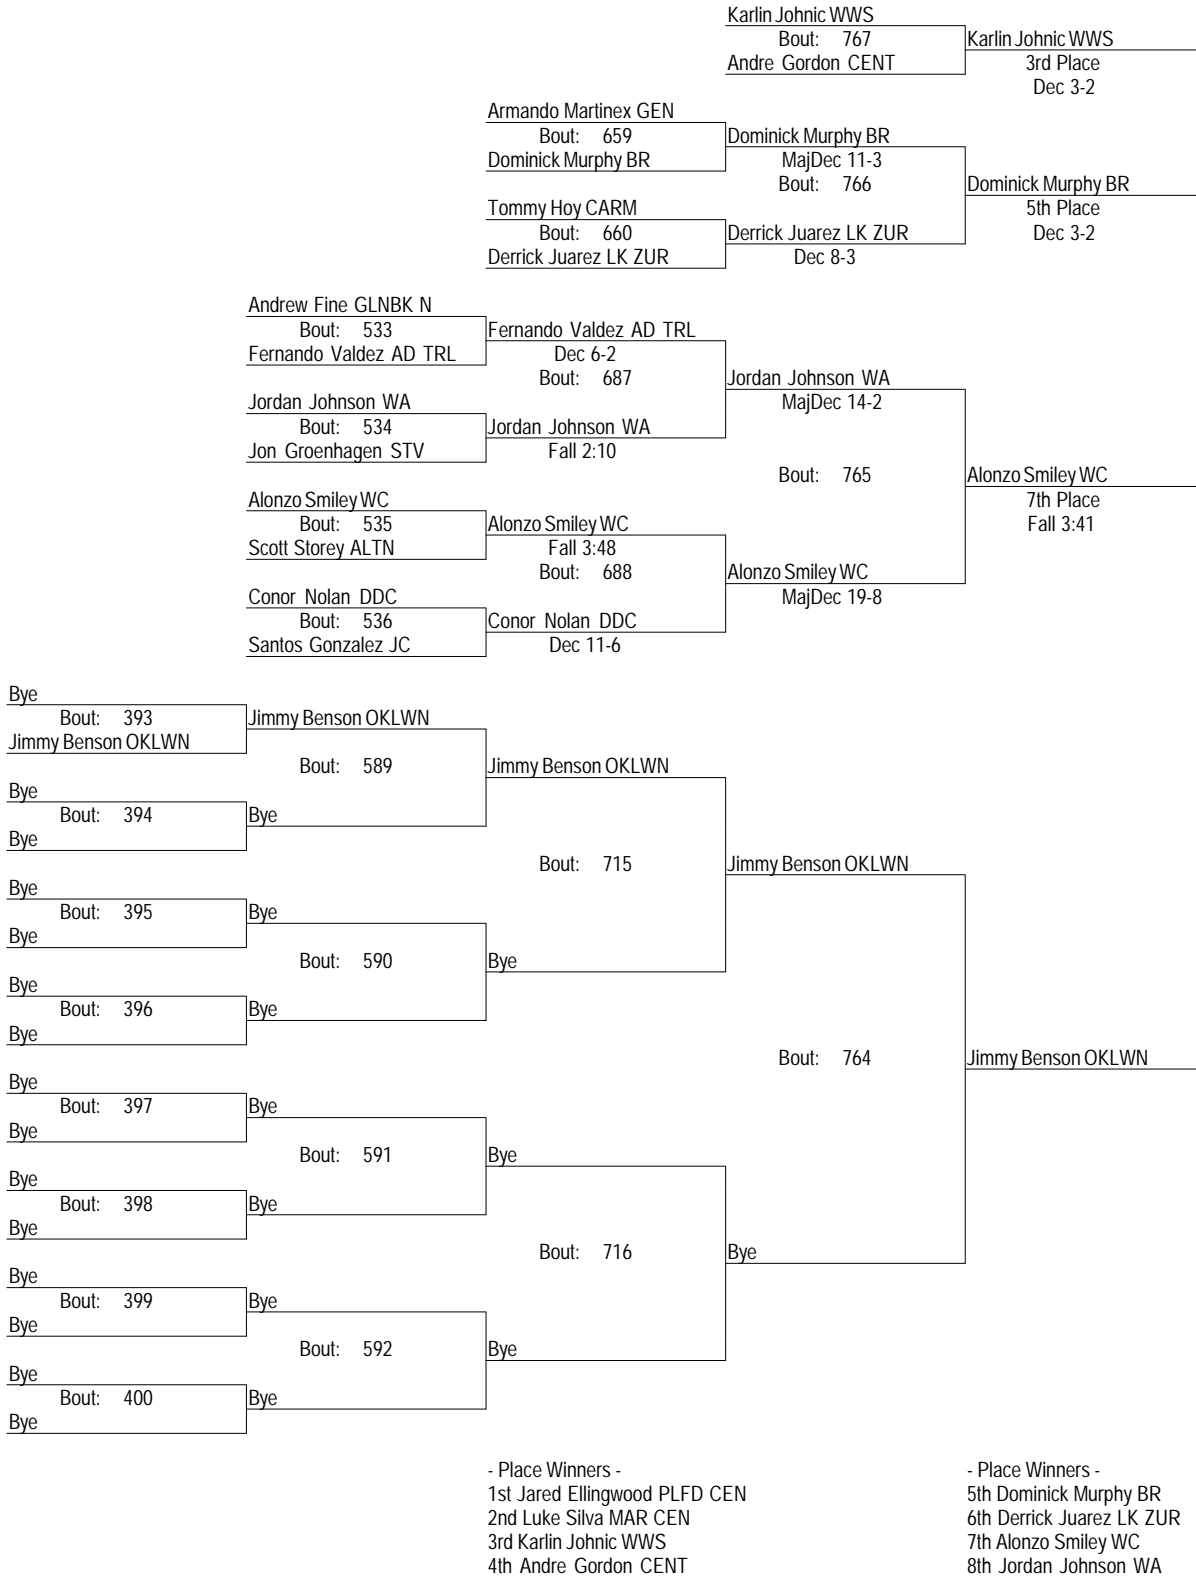 Karlin Johnic WWS
Bout: 767
Karlin Johnic WWS
Andre Gordon CENT
3rd Place
Dec 3-2
Armando Martinex GEN
Bout: 659
Dominick Murphy BR
Dominick Murphy BR
MajDec 11-3
Bout: 766
Dominick Murphy BR
Tommy Hoy CARM
5th Place
Bout: 660
Derrick Juarez LK ZUR
Dec 3-2
Derrick Juarez LK ZUR
Dec 8-3
Andrew Fine GLNBK N
Bout: 533
Fernando Valdez AD TRL
Fernando Valdez AD TRL
Dec 6-2
Bout: 687
Jordan Johnson WA
Jordan Johnson WA
MajDec 14-2
Bout: 534
Jordan Johnson WA
Jon Groenhagen STV
Fall 2:10
Bout: 765
Alonzo Smiley WC
Alonzo Smiley WC
7th Place
Bout: 535
Alonzo Smiley WC
Fall 3:41
Scott Storey ALTN
Fall 3:48
Bout: 688
Alonzo Smiley WC
Conor Nolan DDC
MajDec 19-8
Bout: 536
Conor Nolan DDC
Santos Gonzalez JC
Dec 11-6
Bye
Bout: 393
Jimmy Benson OKLWN
Jimmy Benson OKLWN
Bout: 589
Jimmy Benson OKLWN
Bye
Bout: 394
Bye
Bye
Bout: 715
Jimmy Benson OKLWN
Bye
Bout: 395
Bye
Bye
Bout: 590
Bye
Bye
Bout: 396
Bye
Bye
Bout: 764
Jimmy Benson OKLWN
Bye
Bout: 397
Bye
Bye
Bout: 591
Bye
Bye
Bout: 398
Bye
Bye
Bout: 716
Bye
Bye
Bout: 399
Bye
Bye
Bout: 592
Bye
Bye
Bout: 400
Bye
Bye
- Place Winners -
1st Jared Ellingwood PLFD CEN
2nd Luke Silva MAR CEN
3rd Karlin Johnic WWS
4th Andre Gordon CENT
- Place Winners -
5th Dominick Murphy BR
6th Derrick Juarez LK ZUR
7th Alonzo Smiley WC
8th Jordan Johnson WA